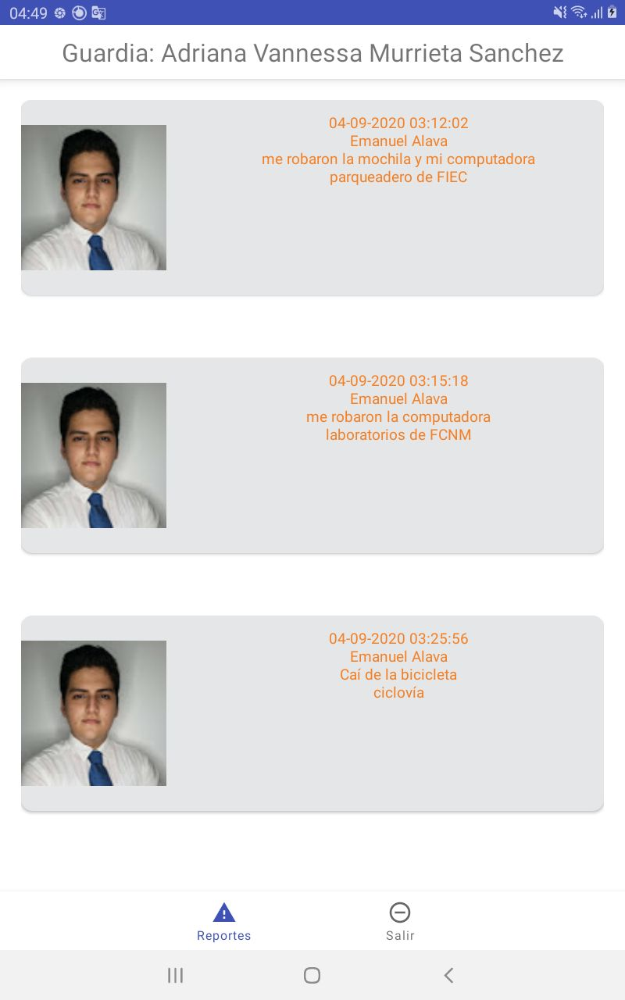 04:49
Guardia: Adriana Vannessa Murrieta Sanchez
04-09-2020 03:12:02
Emanuel Alava
me robaron la mochila y mi computadora
parqueadero de FIEC
04-09-2020 03:15:18
Emanuel Alava
me robaron la computadora
laboratorios de FCNM
04-09-2020 03:25:56
Emanuel Alava
Caí de la bicicleta
ciclovía
Reportes
Salir